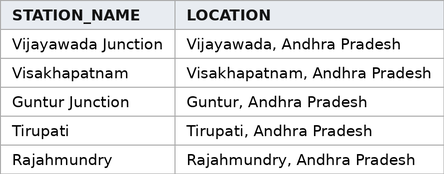 STATION_NAME LOCATION
Vijayawada Junction Vijayawada, Andhra Pradesh
Visakhapatnam Visakhapatnam, Andhra Pradesh
Guntur Junction Guntur, Andhra Pradesh
Tirupati Tirupati, Andhra Pradesh
Rajahmundry Rajahmundry, Andhra Pradesh